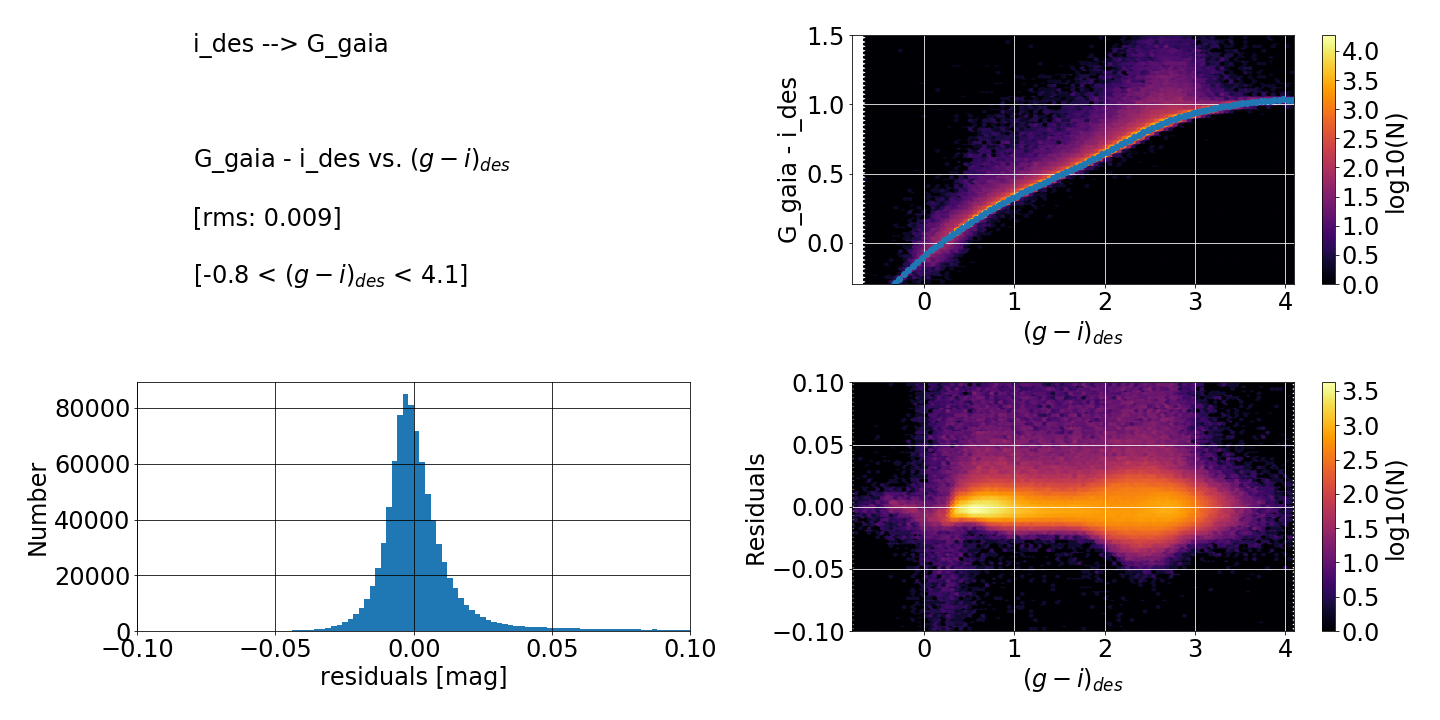 i_des --> G_gaia
G_gaia - i_des vs. (g − i)des
[rms: 0.009]
[-0.8 < (g − i)des < 4.1]
1.5
1.0
0.5
0.0
G_gaia - i_des
0 1 2 3 4
(g − i)des
4.0
3.5
3.0
2.5
2.0
1.5
1.0
0.5
0.0
log10(N)
80000
60000
40000
20000
0
Number
−0.10 −0.05 0.00 0.05 0.10
residuals [mag]
0.10
0.05
0.00
−0.05
−0.10
Residuals
0 1 2 3 4
(g − i)des
3.5
3.0
2.5
2.0
1.5
1.0
0.5
0.0
log10(N)